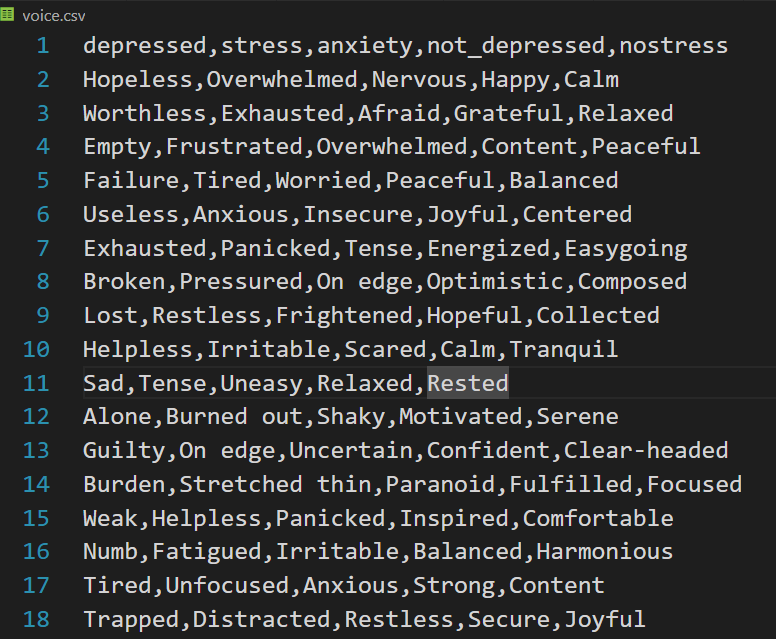 voice.csv
1 depressed,stress,anxiety,not_depressed,nostress
2 Hopeless,Overwhelmed,Nervous,Happy,Calm
3 Worthless,Exhausted,Afraid,Grateful,Relaxed
4 Empty,Frustrated,Overwhelmed,Content,Peaceful
5 Failure,Tired,Worried,Peaceful,Balanced
6 Useless,Anxious,Insecure,Joyful,Centered
7 Exhausted,Panicked,Tense,Energized,Easygoing
8 Broken,Pressured,On edge,Optimistic,Composed
9 Lost,Restless,Frightened,Hopeful,Collected
10 Helpless,Irritable,Scared,Calm,Tranquil
11 Sad,Tense,Uneasy,Relaxed,Rested
12 Alone,Burned out,Shaky,Motivated,Serene
13 Guilty,On edge,Uncertain,Confident,Clear-headed
14 Burden,Stretched thin,Paranoid,Fulfilled,Focused
15 Weak,Helpless,Panicked,Inspired,Comfortable
16 Numb,Fatigued,Irritable,Balanced,Harmonious
17 Tired,Unfocused,Anxious,Strong,Content
18 Trapped,Distracted,Restless,Secure,Joyful